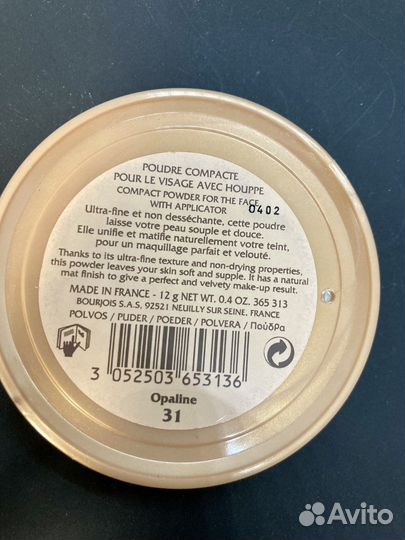 POUDRE COMPACTE
POUR LE VISAGE AVEC HOUPPE
COMPACT POWDER FOR THE FACE
WITH APPLICATOR 0402
Ultra-fine et non desséchante, cette poudre
laisse votre peau souple et douce.
Elle unifie et matifie naturellement votre teint,
pour un maquillage parfait et velouté.
Thanks to its ultra-fine texture and non-drying properties,
this powder leaves your skin soft and supple. It has a natural
mat finish to give a perfect and velvety make-up result.
MADE IN FRANCE - 12 g NET WT. 0.4 OZ. 365 313
BOURJOIS S.A.S. 92521 NEUILLY SUR SEINE. FRANCE
POLVOS / PUDER / POEDER / POLVERA / Πούδρα
3 052503 653136
Opaline
31
Avito